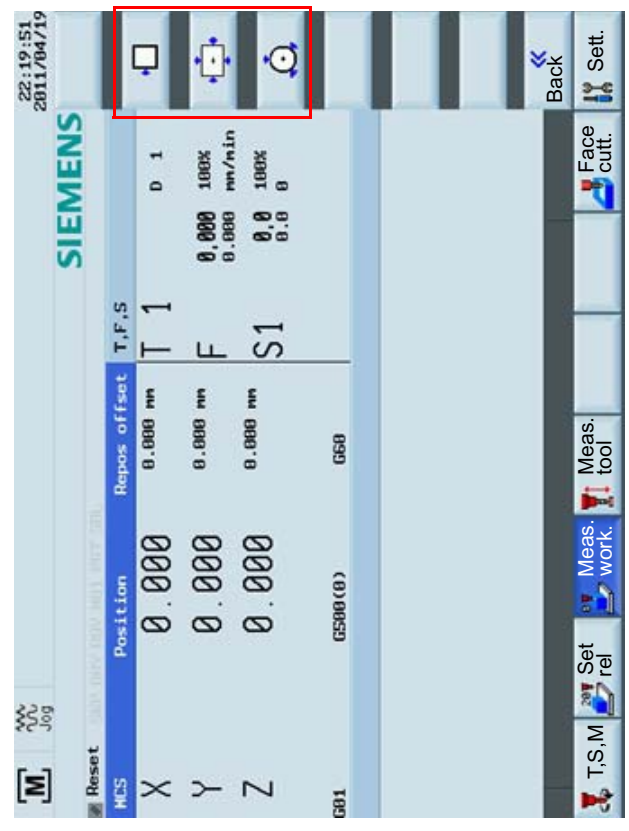 [M] Jog 22:19:51
2011/04/19
SIEMENS
Reset
MCS Position Repos offset T,F,S
X 0.000 0.000 mm T 1 D 1
Y 0.000 0.000 mm F 0,000 100%
0.000 mm/min
Z 0.000 0.000 mm S1 0,0 100%
0.0 0
G01 G500(0) G60
«
Back
T,S,M
Set
rel
Meas.
work.
Meas.
tool
Face
cutt.
Sett.